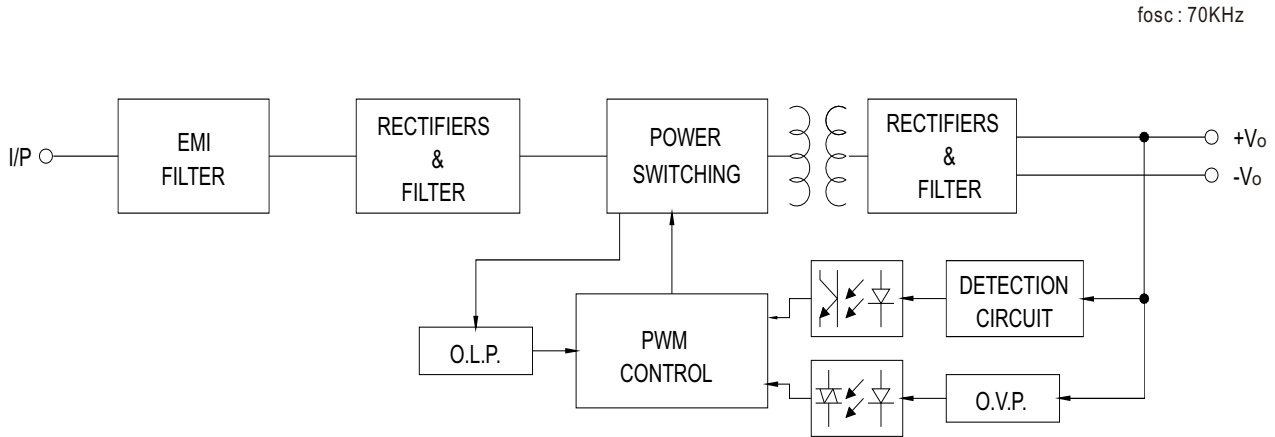 fosc : 70KHz
I/P
EMI
FILTER
RECTIFIERS
&
FILTER
POWER
SWITCHING
RECTIFIERS
&
FILTER
+Vo
-Vo
O.L.P.
PWM
CONTROL
DETECTION
CIRCUIT
O.V.P.